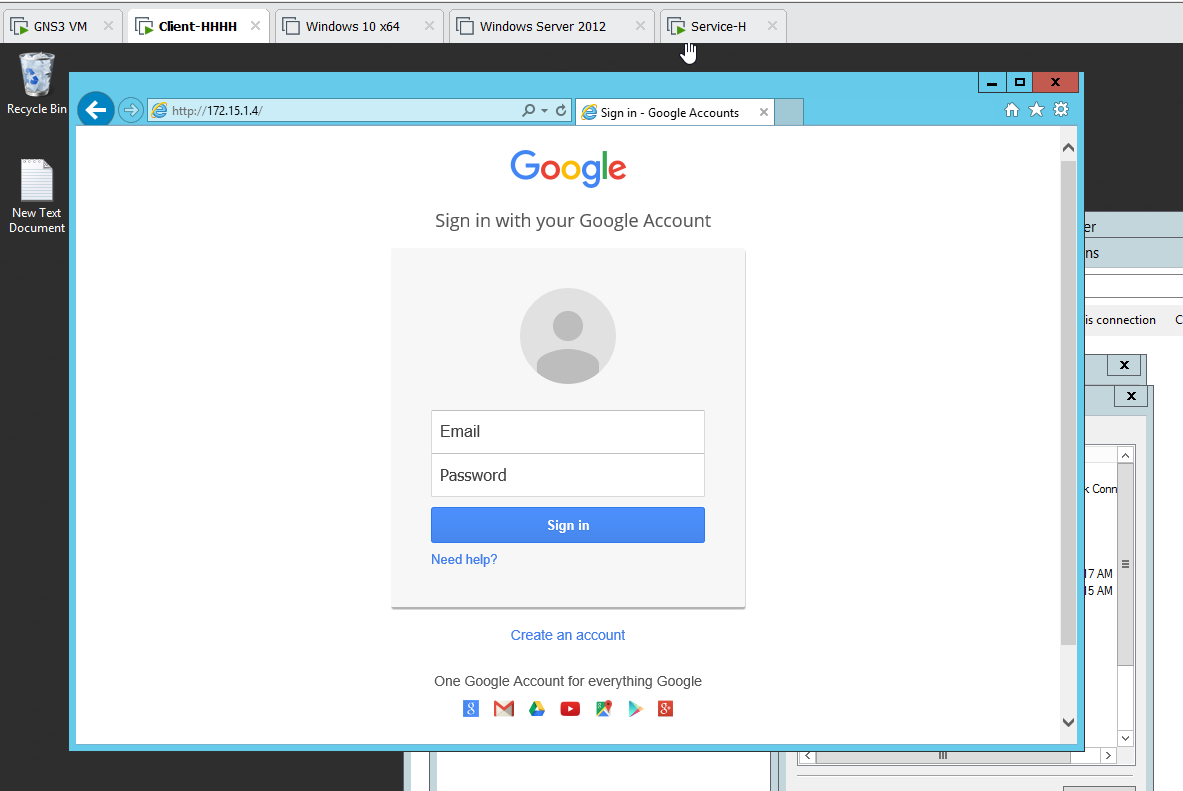 GNS3 VM
Client-HHHH
Windows 10 x64
Windows Server 2012
Service-H
Recycle Bin
New Text
Document
http://172.15.1.4/
Sign in - Google Accounts
Google
Sign in with your Google Account
Email
Password
Sign in
Need help?
Create an account
One Google Account for everything Google
er
ns
is connection
C
k Conn
17 AM
15 AM